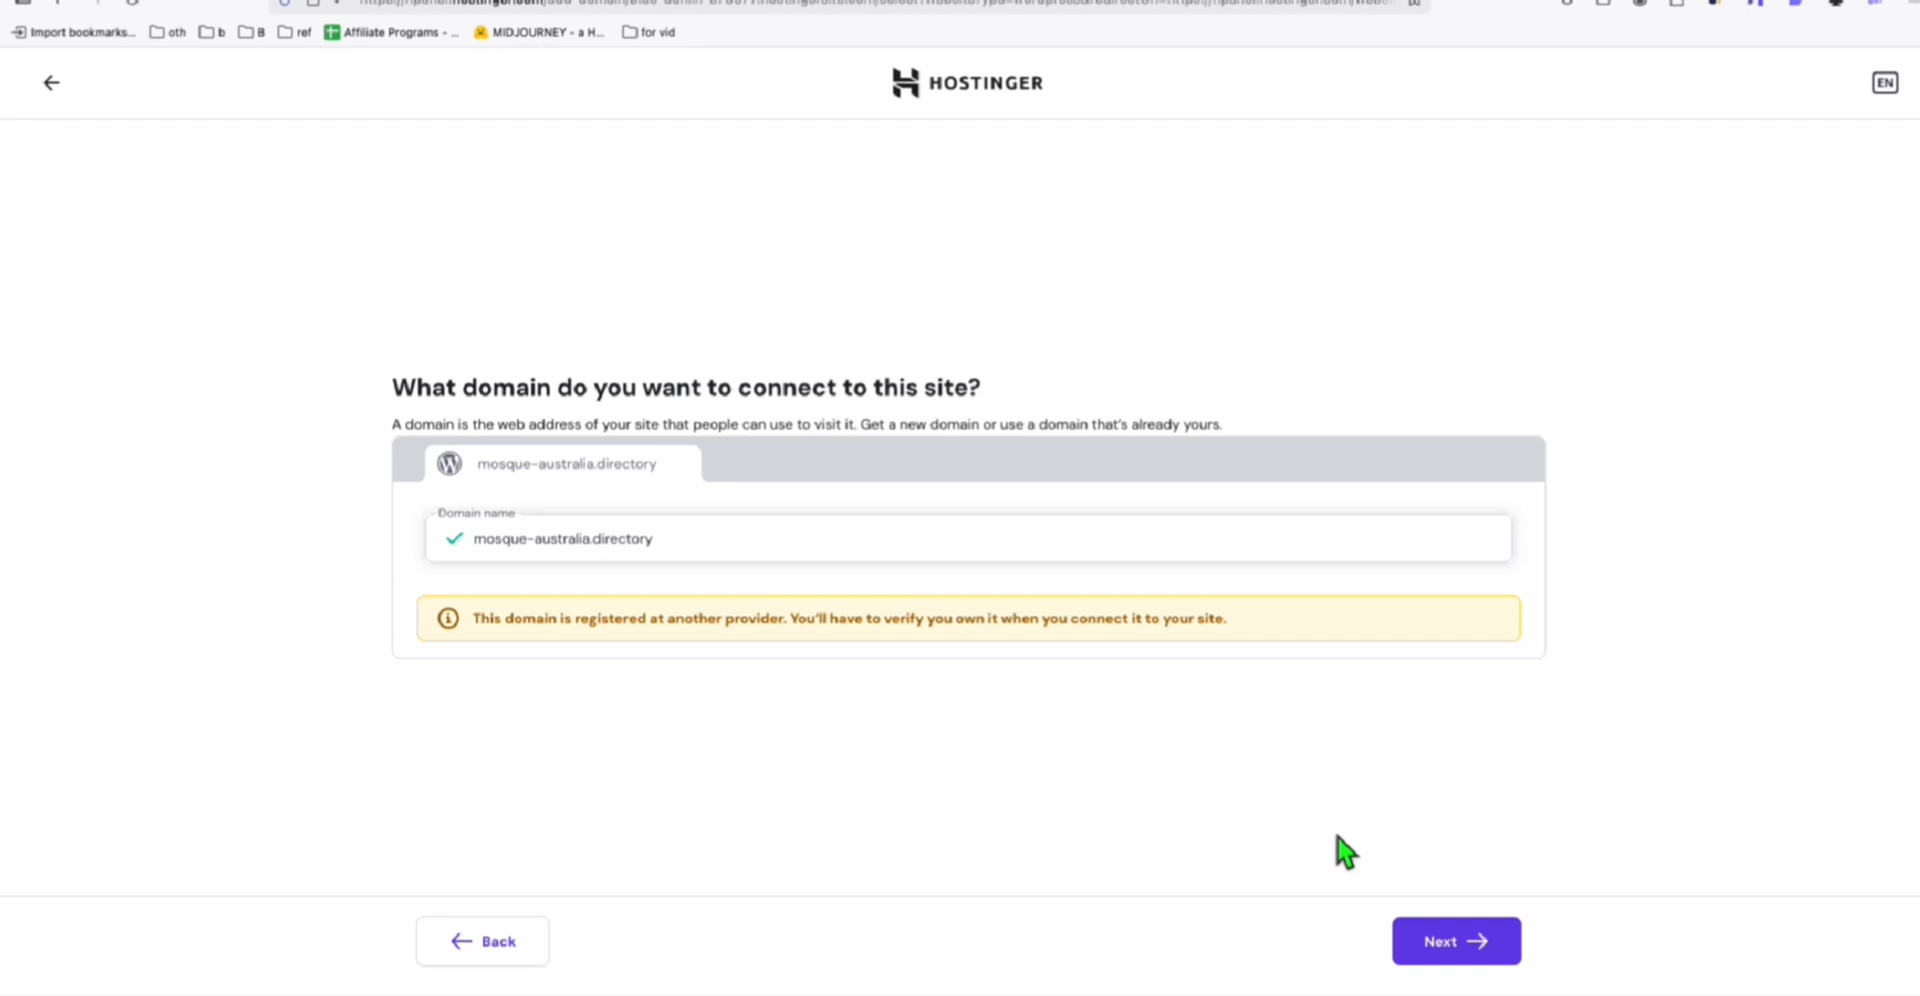 Import bookmarks... oth b B ref Affiliate Programs - ... MIDJOURNEY - a H... for vid
HOSTINGER
EN
What domain do you want to connect to this site?
A domain is the web address of your site that people can use to visit it. Get a new domain or use a domain that's already yours.
mosque-australia.directory
Domain name
mosque-australia.directory
This domain is registered at another provider. You'll have to verify you own it when you connect it to your site.
Back
Next